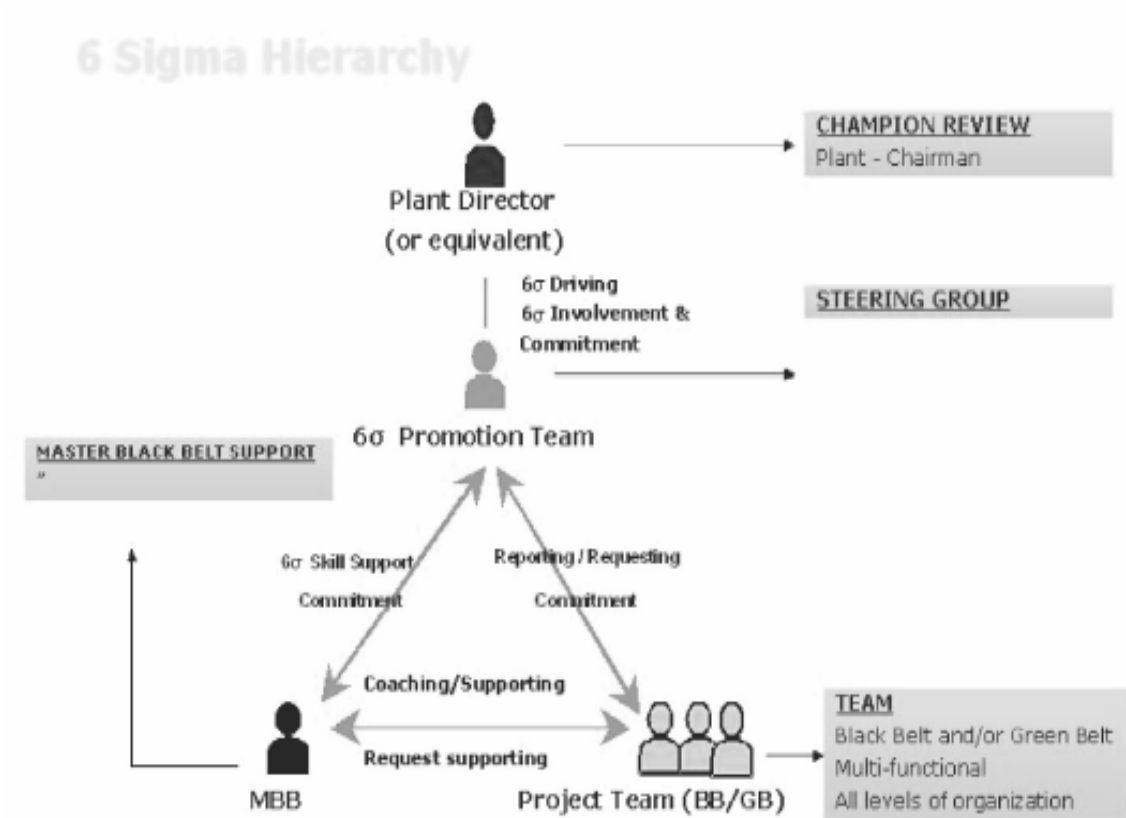 6 Sigma Hierarchy
CHAMPION REVIEW
Plant - Chairman
Plant Director
(or equivalent)
6σ Driving
6σ Involvement &
Commitment
STEERING GROUP
6σ Promotion Team
MASTER BLACK BELT SUPPORT
"
6σ Skill Support
Commitment
Reporting / Requesting
Commitment
Coaching/Supporting
Request supporting
MBB
Project Team (BB/GB)
TEAM
Black Belt and/or Green Belt
Multi-functional
All levels of organization